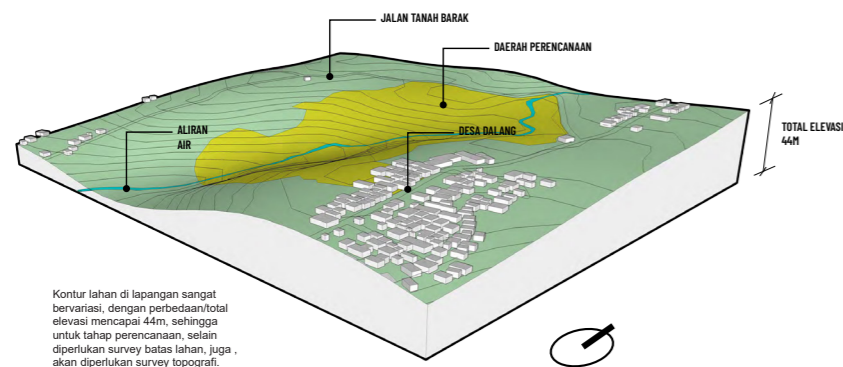 JALAN TANAH BARAK
DAERAH PERENCANAAN
ALIRAN
AIR
DESA DALANG
TOTAL ELEVASI
44M
Kontur lahan di lapangan sangat
bervariasi, dengan perbedaan/total
elevasi mencapai 44m, sehingga
untuk tahap perencanaan, selain
diperlukan survey batas lahan, juga ,
akan diperlukan survey topografi.